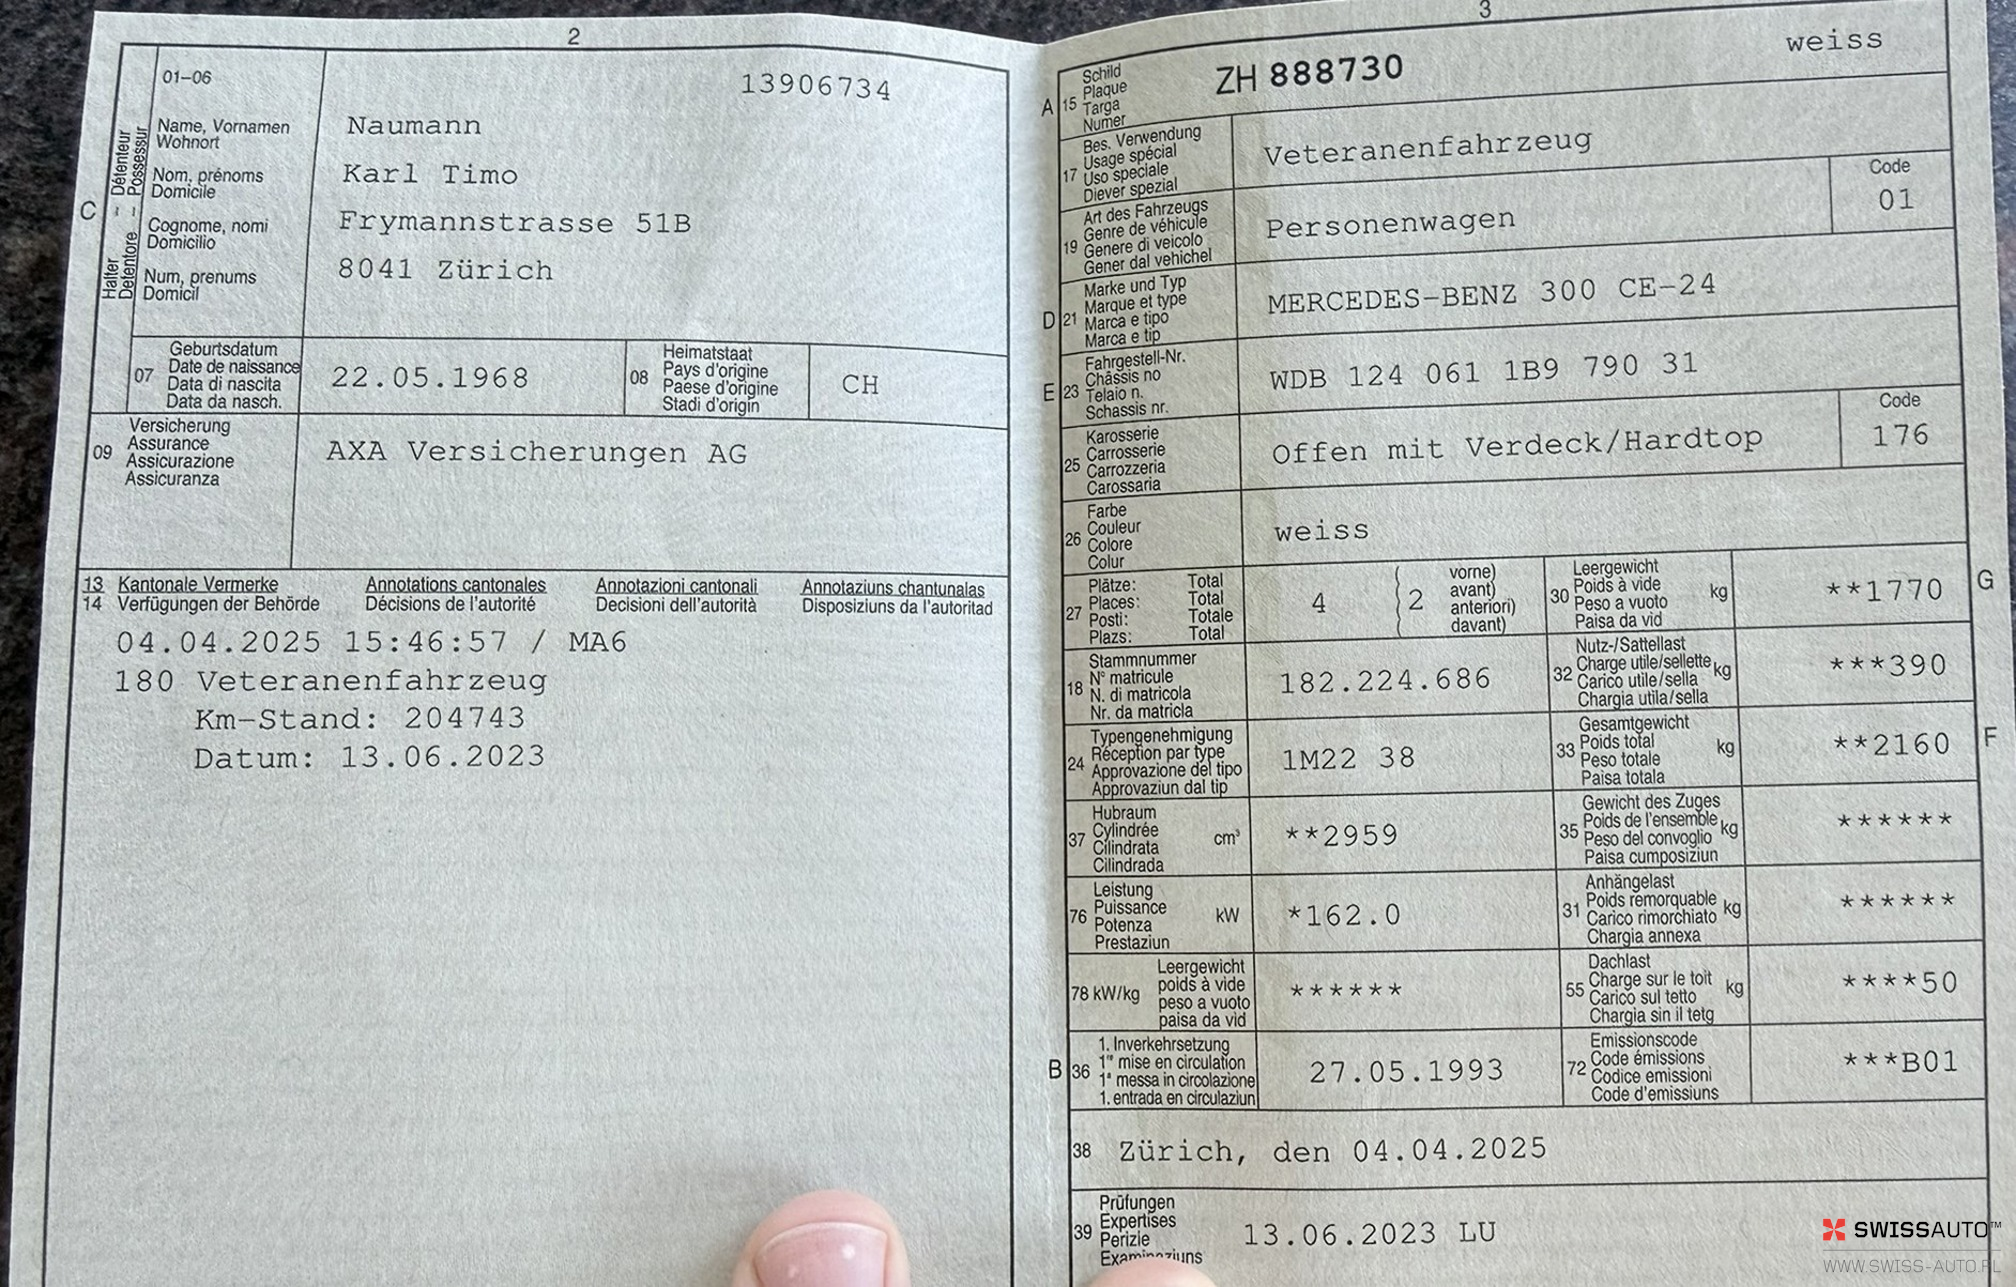 2
01-06
13906734
Halter – Détenteur
Detentore – Possessur
C
Name, Vornamen
Wohnort
Nom, prénoms
Domicile
Cognome, nomi
Domicilio
Num, prenums
Domicil
Naumann
Karl Timo
Frymannstrasse 51B
8041 Zürich
07
Geburtsdatum
Date de naissance
Data di nascita
Data da nasch.
22.05.1968
08
Heimatstaat
Pays d'origine
Paese d'origine
Stadi d'origin
CH
09
Versicherung
Assurance
Assicurazione
Assicuranza
AXA Versicherungen AG
13 Kantonale Vermerke Annotations cantonales Annotazioni cantonali Annotaziuns chantunalas
14 Verfügungen der Behörde Décisions de l'autorité Decisioni dell'autorità Disposiziuns da l'autoritad
04.04.2025 15:46:57 / MA6
180 Veteranenfahrzeug
Km-Stand: 204743
Datum: 13.06.2023
3
A 15
Schild
Plaque
Targa
Numer
ZH 888730
weiss
17
Bes. Verwendung
Usage spécial
Uso speciale
Diever spezial
Veteranenfahrzeug
19
Art des Fahrzeugs
Genre de véhicule
Genere di veicolo
Gener dal vehichel
Personenwagen
Code
01
D 21
Marke und Typ
Marque et type
Marca e tipo
Marca e tip
MERCEDES-BENZ 300 CE-24
E 23
Fahrgestell-Nr.
Châssis no
Telaio n.
Schassis nr.
WDB 124 061 1B9 790 31
25
Karosserie
Carrosserie
Carrozzeria
Carossaria
Offen mit Verdeck/Hardtop
Code
176
26
Farbe
Couleur
Colore
Colur
weiss
27
Plätze: Total
Places: Total
Posti: Totale
Plazs: Total
4
2
vorne)
avant)
anteriori)
davant)
30
Leergewicht
Poids à vide
Peso a vuoto
Paisa da vid
kg
**1770
G
18
Stammnummer
N° matricule
N. di matricola
Nr. da matricla
182.224.686
32
Nutz-/Sattellast
Charge utile/sellette
Carico utile/sella
Chargia utila/sella
kg
***390
24
Typengenehmigung
Réception par type
Approvazione del tipo
Approvaziun dal tip
1M22 38
33
Gesamtgewicht
Poids total
Peso totale
Paisa totala
kg
**2160
F
37
Hubraum
Cylindrée
Cilindrata
Cilindrada
cm³
**2959
35
Gewicht des Zuges
Poids de l'ensemble
Peso del convoglio
Paisa cumposiziun
kg
******
76
Leistung
Puissance
Potenza
Prestaziun
kW
*162.0
31
Anhängelast
Poids remorquable
Carico rimorchiato
Chargia annexa
kg
******
78 kW/kg
Leergewicht
poids à vide
peso a vuoto
paisa da vid
******
55
Dachlast
Charge sur le toit
Carico sul tetto
Chargia sin il tetg
kg
****50
B 36
1. Inverkehrsetzung
1re mise en circulation
1a messa in circolazione
1. entrada en circulaziun
27.05.1993
72
Emissionscode
Code émissions
Codice emissioni
Code d'emissiuns
***B01
38
Zürich, den 04.04.2025
39
Prüfungen
Expertises
Perizie
Examinaziuns
13.06.2023 LU
SWISSAUTO™
WWW.SWISS-AUTO.PL